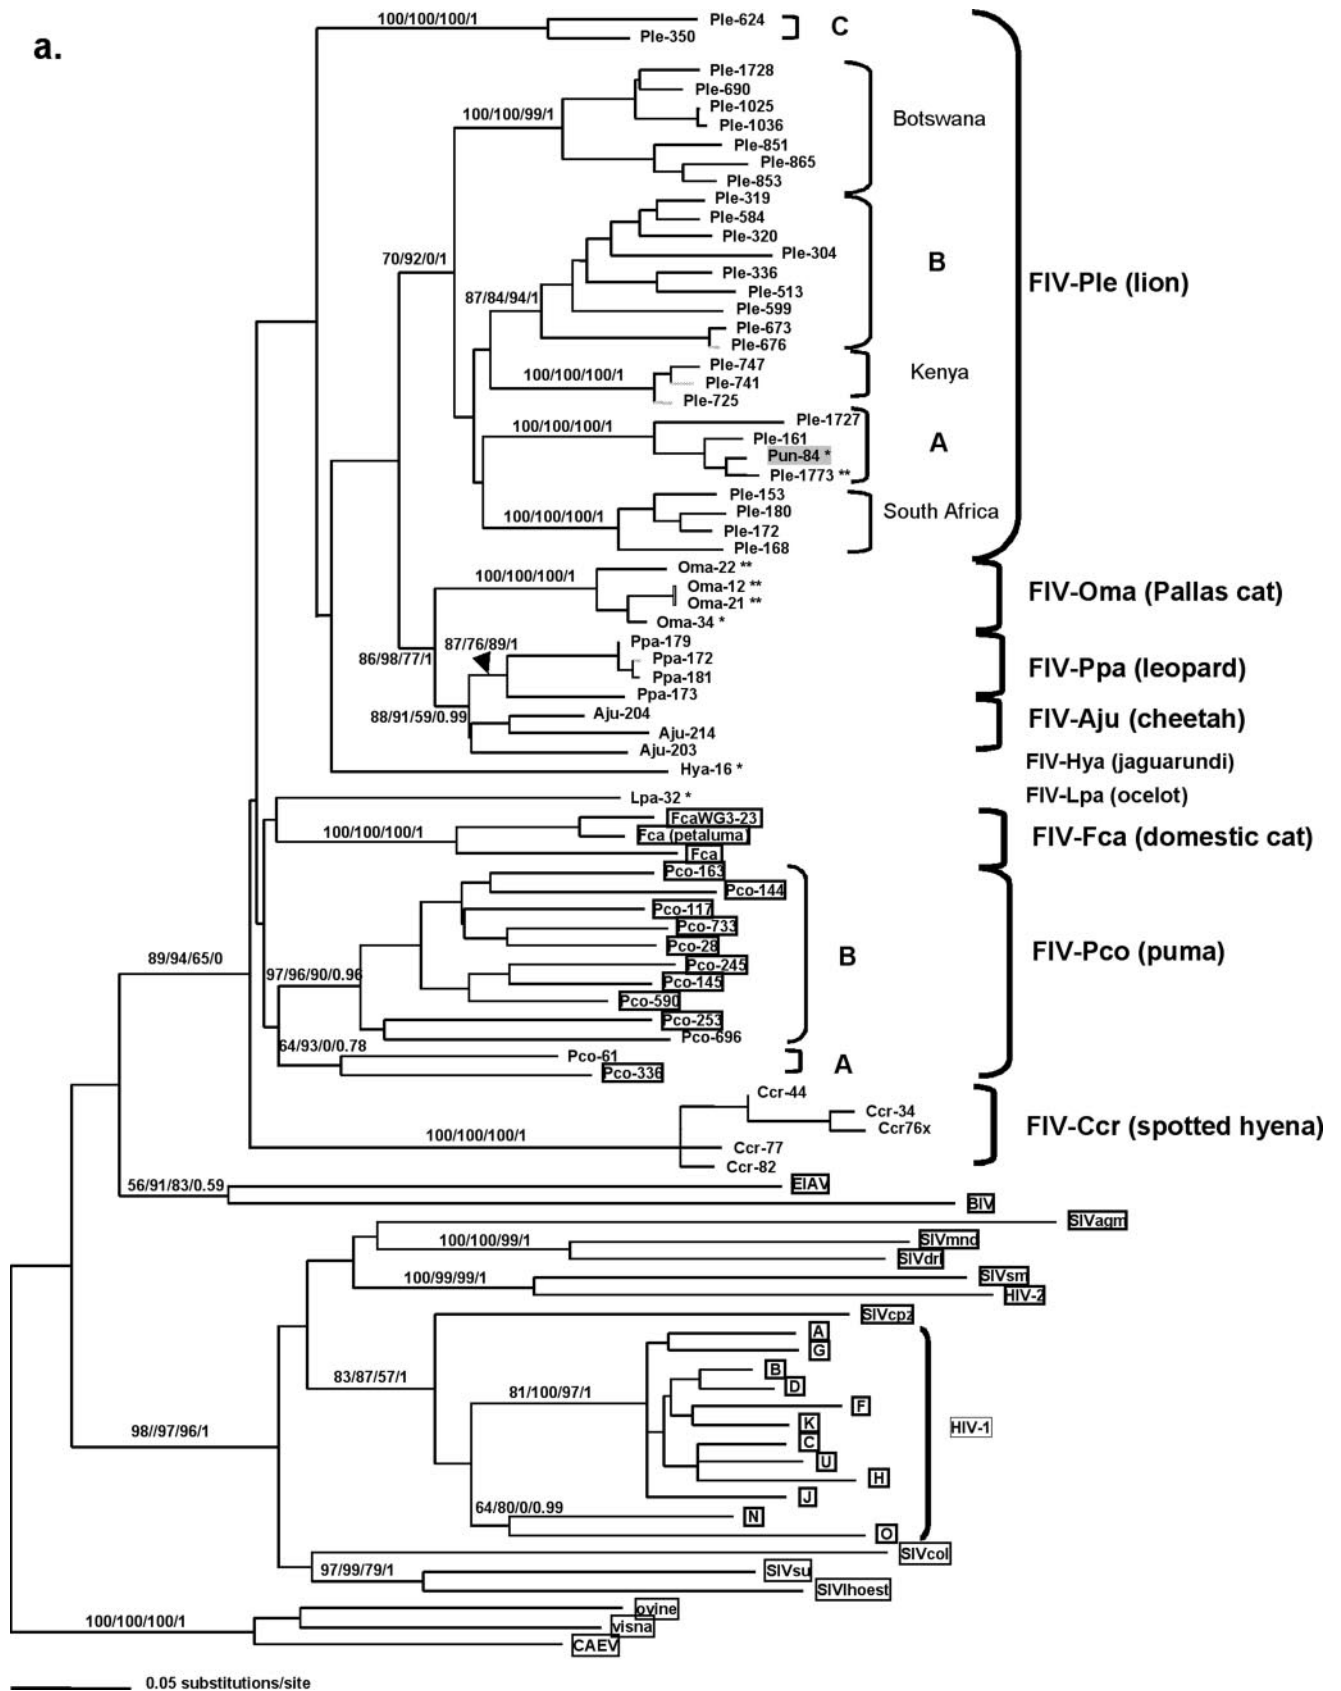 a.
100/100/100/1
Ple-624
Ple-350
C
Ple-1728
Ple-690
Ple-1025
Ple-1036
100/100/99/1
Botswana
Ple-851
Ple-865
Ple-853
Ple-319
Ple-584
Ple-320
Ple-304
70/92/0/1
B
Ple-336
FIV-Ple (lion)
Ple-513
87/84/94/1
Ple-599
Ple-673
Ple-676
Ple-747
100/100/100/1
Ple-741
Kenya
Ple-725
Ple-1727
100/100/100/1
Ple-161
A
Pun-84 *
Ple-1773 **
Ple-153
Ple-180
South Africa
100/100/100/1
Ple-172
Ple-168
Oma-22 **
100/100/100/1
Oma-12 **
FIV-Oma (Pallas cat)
Oma-21 **
Oma-34 *
87/76/89/1
Ppa-179
86/98/77/1
Ppa-172
FIV-Ppa (leopard)
Ppa-181
Ppa-173
88/91/59/0.99
Aju-204
FIV-Aju (cheetah)
Aju-214
Aju-203
FIV-Hya (jaguarundi)
Hya-16 *
Lpa-32 *
FIV-Lpa (ocelot)
FcaWG3-23
100/100/100/1
Fca (petaluma)
FIV-Fca (domestic cat)
Fca
Pco-163
Pco-144
Pco-117
Pco-733
Pco-28
FIV-Pco (puma)
89/94/65/0
B
97/96/90/0.96
Pco-245
Pco-145
Pco-590
Pco-253
Pco-696
64/93/0/0.78
Pco-61
A
Pco-336
Ccr-44
Ccr-34
Ccr76x
FIV-Ccr (spotted hyena)
100/100/100/1
Ccr-77
Ccr-82
56/91/83/0.59
EIAV
BIV
SIVagm
100/100/99/1
SIVmnd
SIVdrl
100/99/99/1
SIVsm
HIV-2
SIVcpz
A
G
83/87/57/1
B
81/100/97/1
D
F
K
HIV-1
98//97/96/1
C
U
H
J
64/80/0/0.99
N
O
SIVcol
97/99/79/1
SIVsu
SIVlhoest
ovine
100/100/100/1
visna
CAEV
0.05 substitutions/site